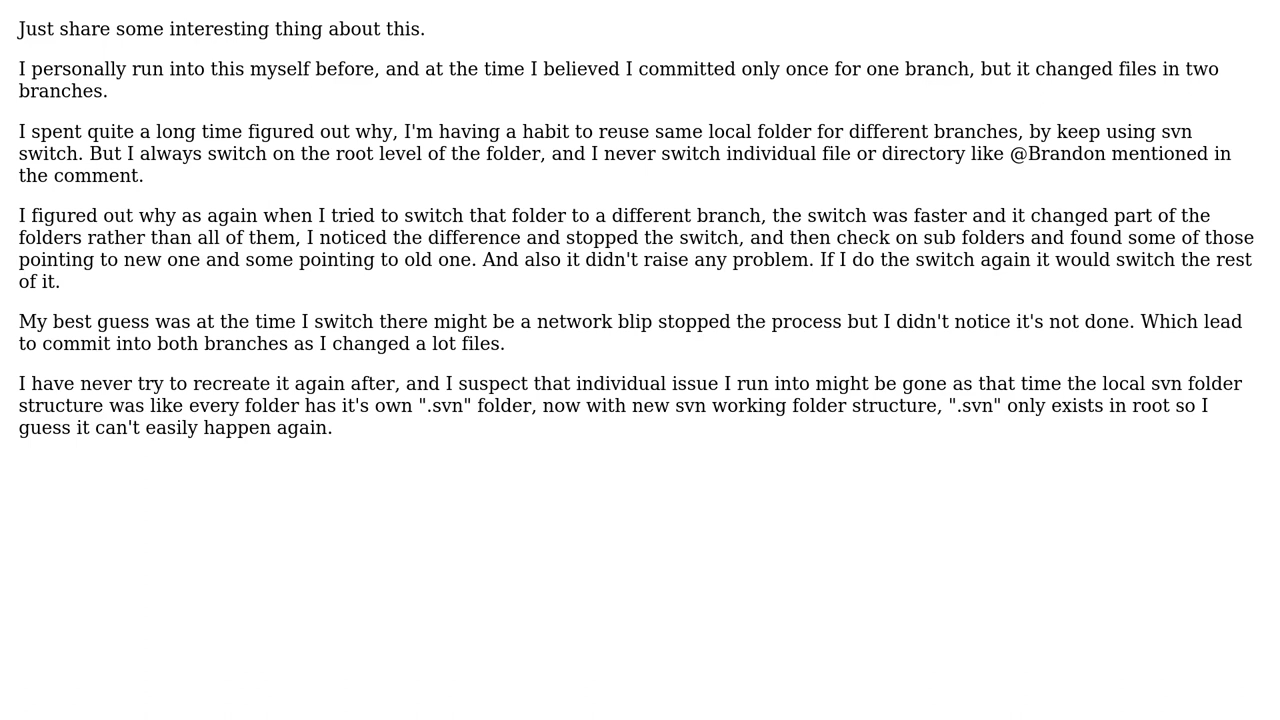 Just share some interesting thing about this.
I personally run into this myself before, and at the time I believed I committed only once for one branch, but it changed files in two
branches.
I spent quite a long time figured out why, I'm having a habit to reuse same local folder for different branches, by keep using svn
switch. But I always switch on the root level of the folder, and I never switch individual file or directory like @Brandon mentioned in
the comment.
I figured out why as again when I tried to switch that folder to a different branch, the switch was faster and it changed part of the
folders rather than all of them, I noticed the difference and stopped the switch, and then check on sub folders and found some of those
pointing to new one and some pointing to old one. And also it didn't raise any problem. If I do the switch again it would switch the rest
of it.
My best guess was at the time I switch there might be a network blip stopped the process but I didn't notice it's not done. Which lead
to commit into both branches as I changed a lot files.
I have never try to recreate it again after, and I suspect that individual issue I run into might be gone as that time the local svn folder
structure was like every folder has it's own ".svn" folder, now with new svn working folder structure, ".svn" only exists in root so I
guess it can't easily happen again.